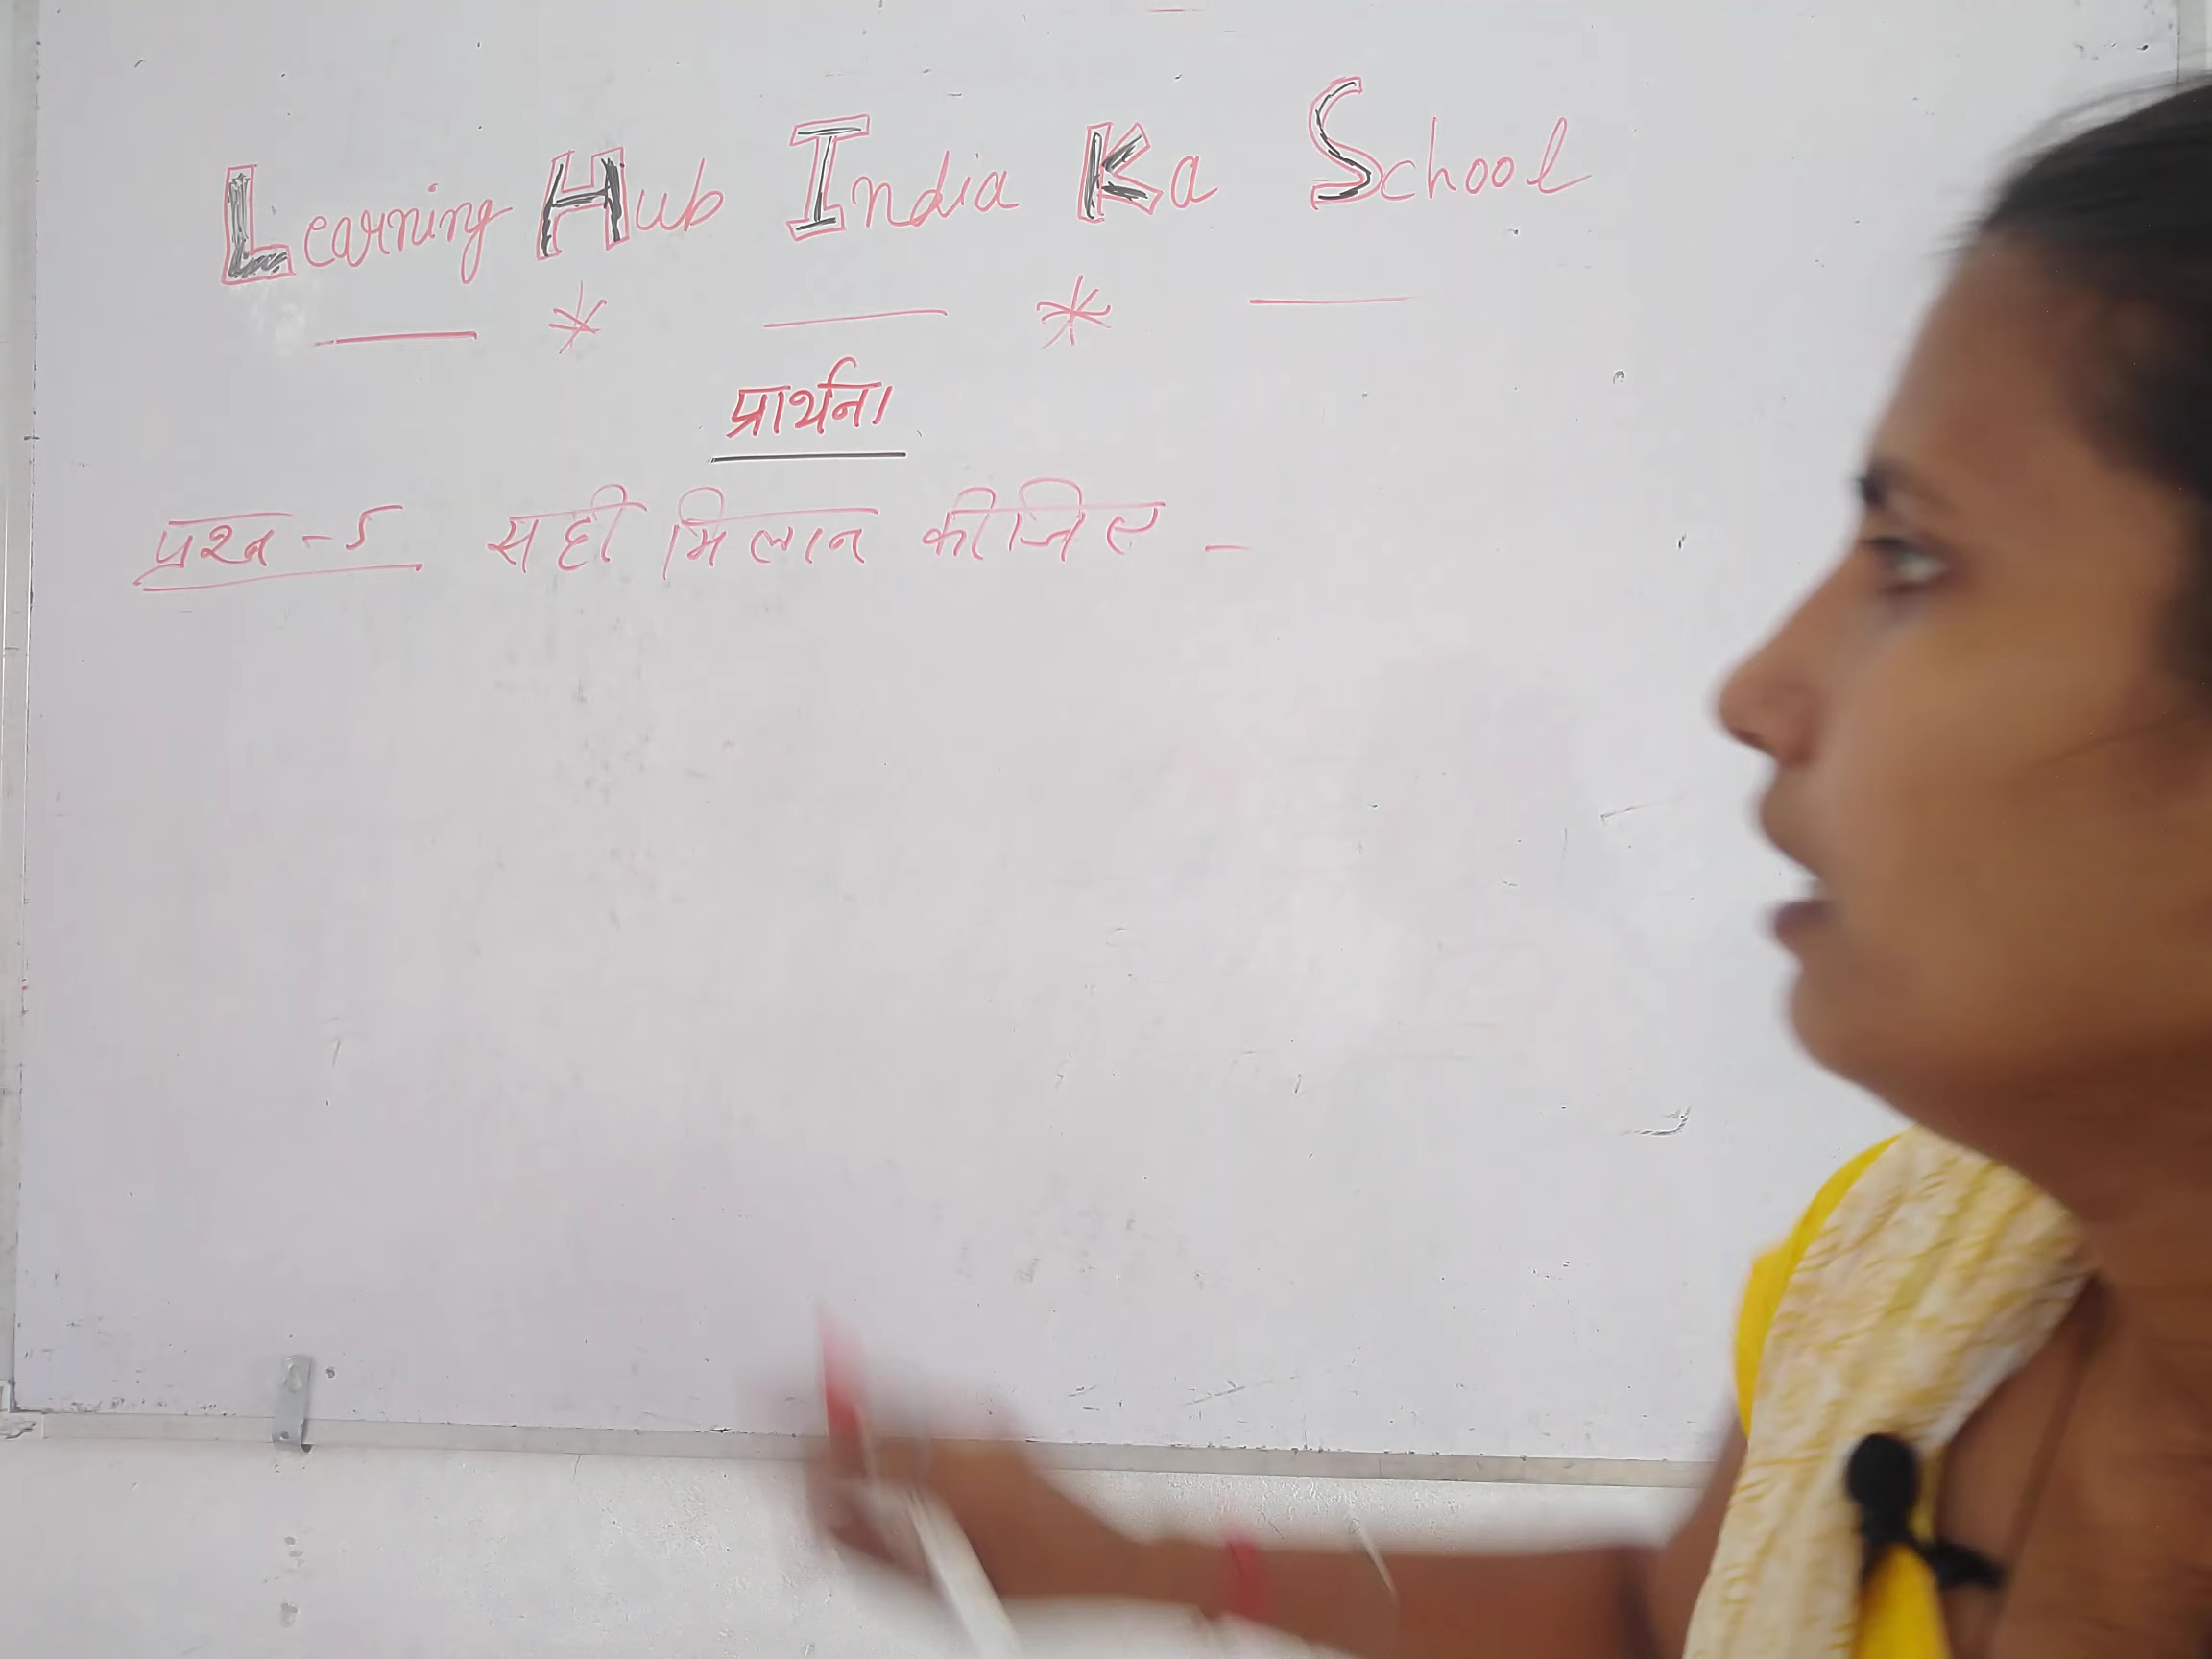 Learning Hub India Ka School
— * — * —
प्रार्थना
प्रश्न -5 सही मिलान कीजिए -